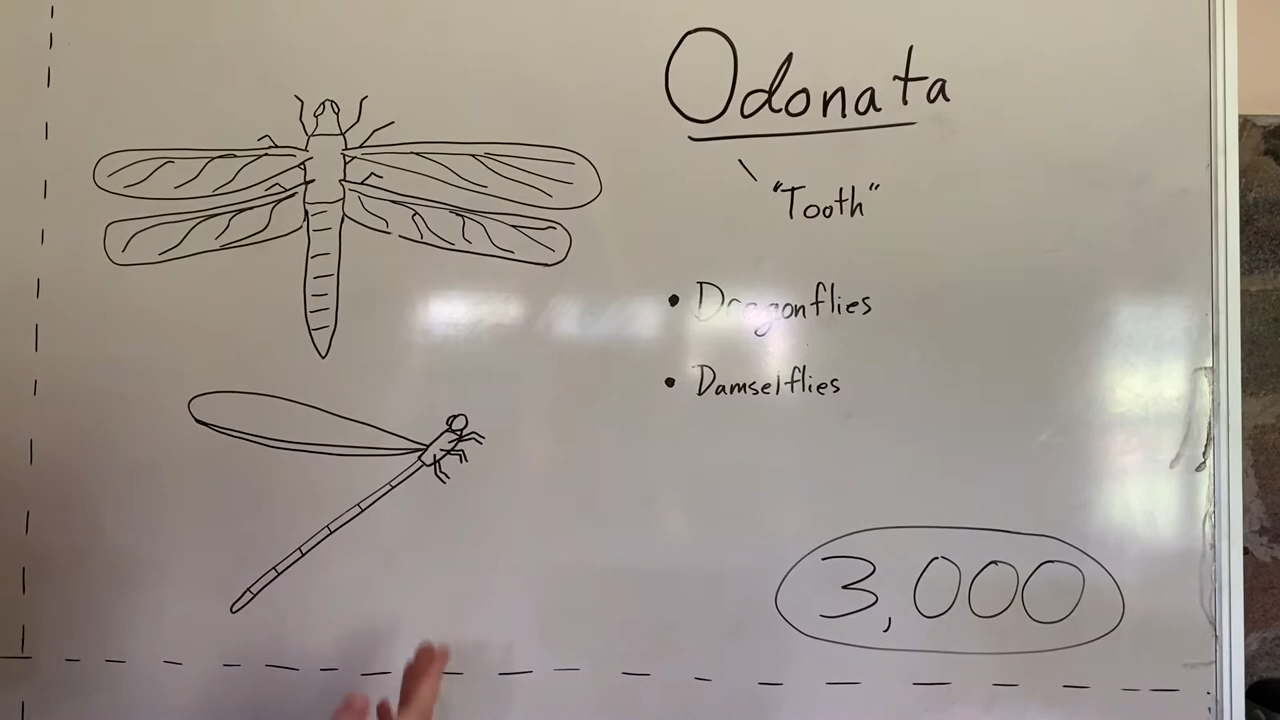 Odonata
"Tooth"
• Dragonflies
• Damselflies
3,000